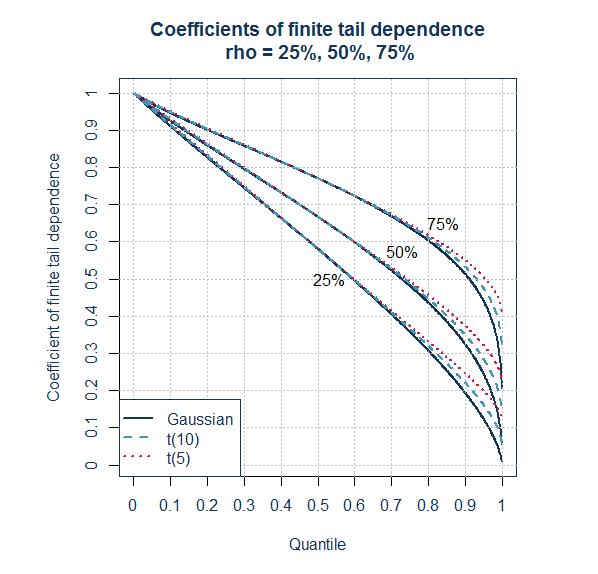 Coefficients of finite tail dependence
rho = 25%, 50%, 75%
Coefficient of finite tail dependence
1
0.9
0.8
0.7
0.6
0.5
0.4
0.3
0.2
0.1
0
75%
50%
25%
Gaussian
t(10)
t(5)
0 0.1 0.2 0.3 0.4 0.5 0.6 0.7 0.8 0.9 1
Quantile